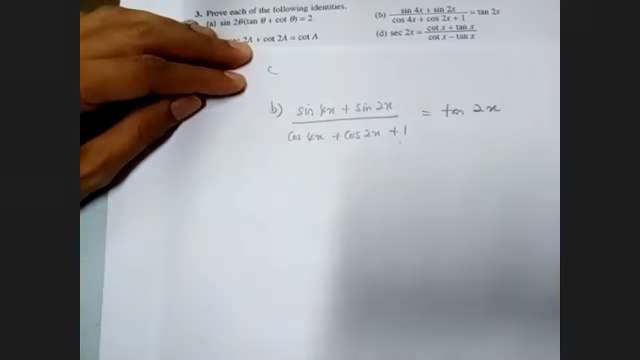 3. Prove each of the following identities.
(a) sin 2θ(tan θ + cot θ) = 2
(b) sin 4x + sin 2x / cos 4x + cos 2x + 1 = tan 2x
2A + cot 2A = cot A
(d) sec 2x = cot x + tan x / cot x − tan x
c
b) sin 4x + sin 2x / cos 4x + cos 2x + 1 = tan 2x